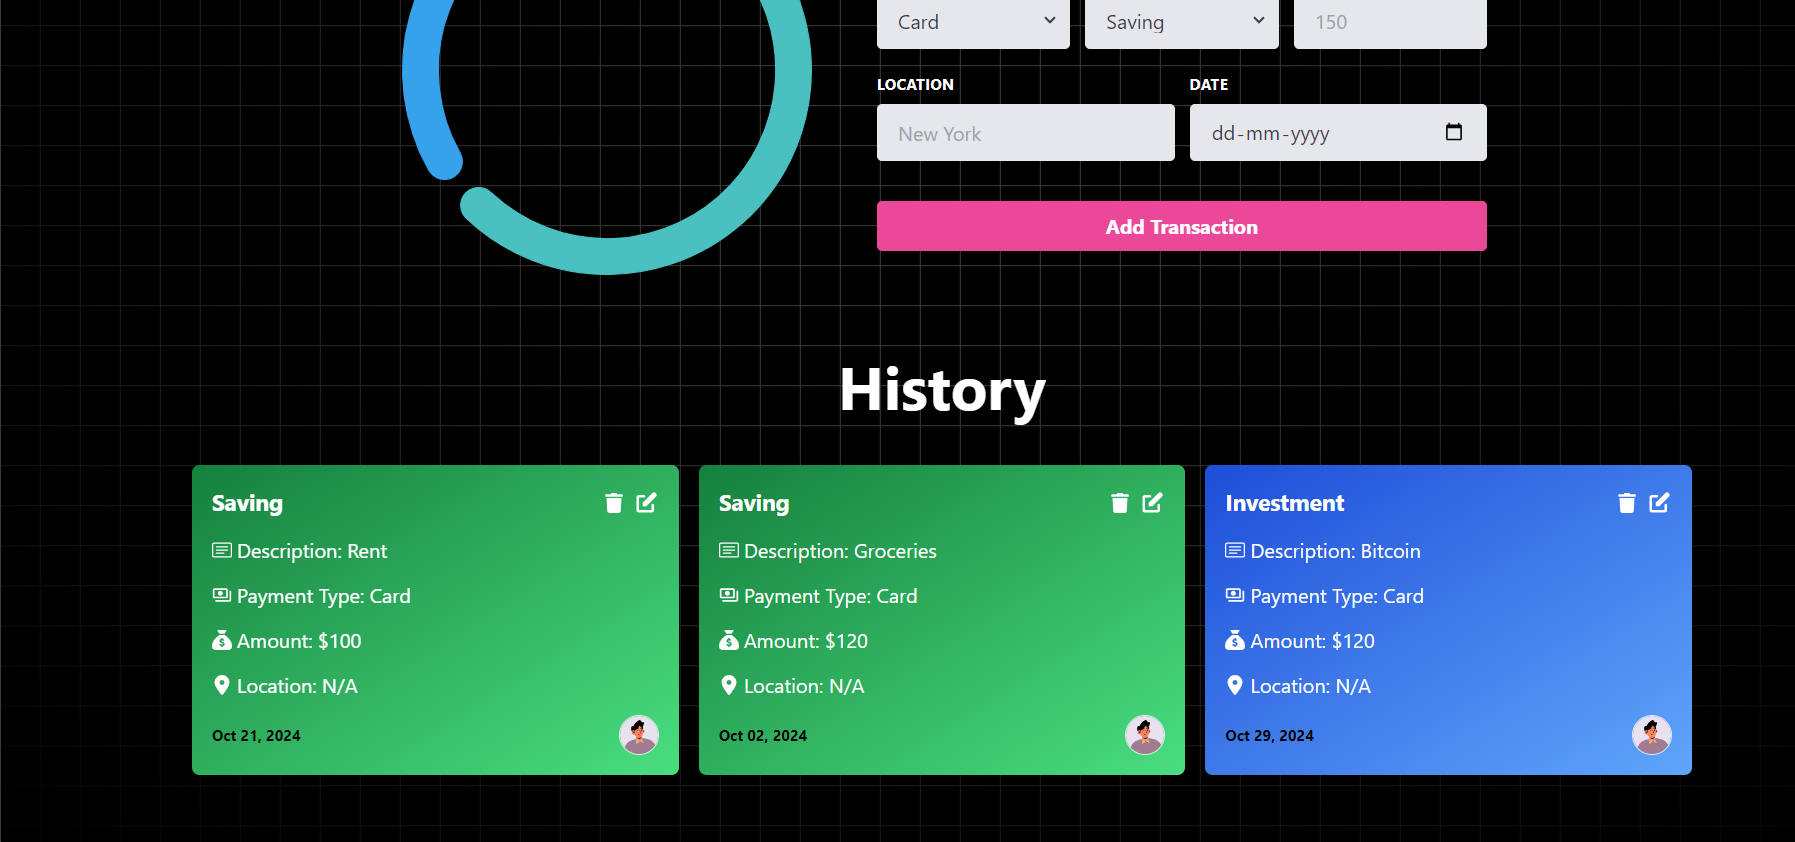 Card
Saving
150
LOCATION
DATE
New York
dd-mm-yyyy
Add Transaction
History
Saving
Description: Rent
Payment Type: Card
Amount: $100
Location: N/A
Oct 21, 2024
Saving
Description: Groceries
Payment Type: Card
Amount: $120
Location: N/A
Oct 02, 2024
Investment
Description: Bitcoin
Payment Type: Card
Amount: $120
Location: N/A
Oct 29, 2024